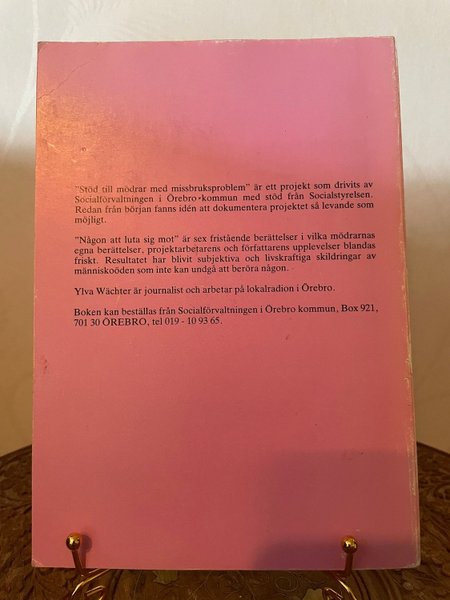 "Stöd till mödrar med missbruksproblem" är ett projekt som drivits av
Socialförvaltningen i Örebro kommun med stöd från Socialstyrelsen.
Redan från början fanns idén att dokumentera projektet så levande som
möjligt.
"Någon att luta sig mot" är sex fristående berättelser i vilka mödrarnas
egna berättelser, projektarbetarens och författarens upplevelser blandas
friskt. Resultatet har blivit subjektiva och livskraftiga skildringar av
människoöden som inte kan undgå att beröra någon.
Ylva Wächter är journalist och arbetar på lokalradion i Örebro.
Boken kan beställas från Socialförvaltningen i Örebro kommun, Box 921,
701 30 ÖREBRO, tel 019 - 10 93 65.